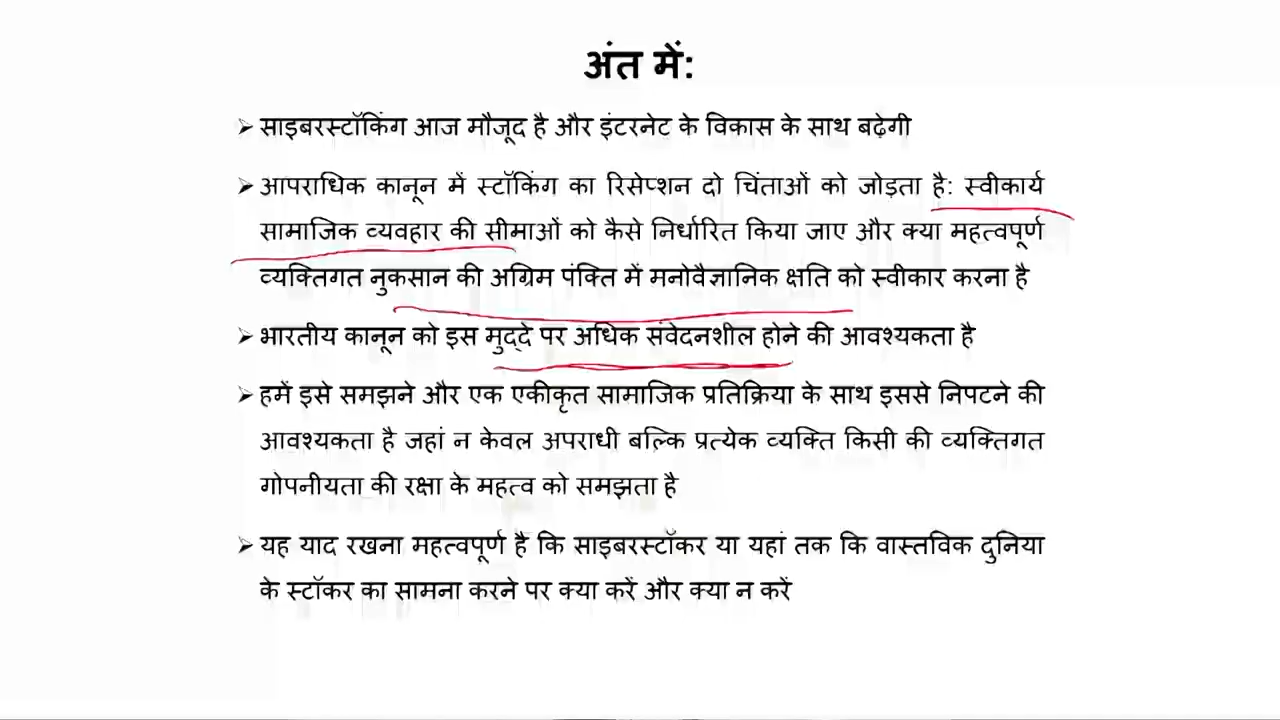 अंत में:
➢ साइबरस्टॉकिंग आज मौजूद है और इंटरनेट के विकास के साथ बढ़ेगी
➢ आपराधिक कानून में स्टॉकिंग का रिसेप्शन दो चिंताओं को जोड़ता है: स्वीकार्य
सामाजिक व्यवहार की सीमाओं को कैसे निर्धारित किया जाए और क्या महत्वपूर्ण
व्यक्तिगत नुकसान की अग्रिम पंक्ति में मनोवैज्ञानिक क्षति को स्वीकार करना है
➢ भारतीय कानून को इस मुद्दे पर अधिक संवेदनशील होने की आवश्यकता है
➢ हमें इसे समझने और एक एकीकृत सामाजिक प्रतिक्रिया के साथ इससे निपटने की
आवश्यकता है जहां न केवल अपराधी बल्कि प्रत्येक व्यक्ति किसी की व्यक्तिगत
गोपनीयता की रक्षा के महत्व को समझता है
➢ यह याद रखना महत्वपूर्ण है कि साइबरस्टॉकर या यहां तक कि वास्तविक दुनिया
के स्टॉकर का सामना करने पर क्या करें और क्या न करें